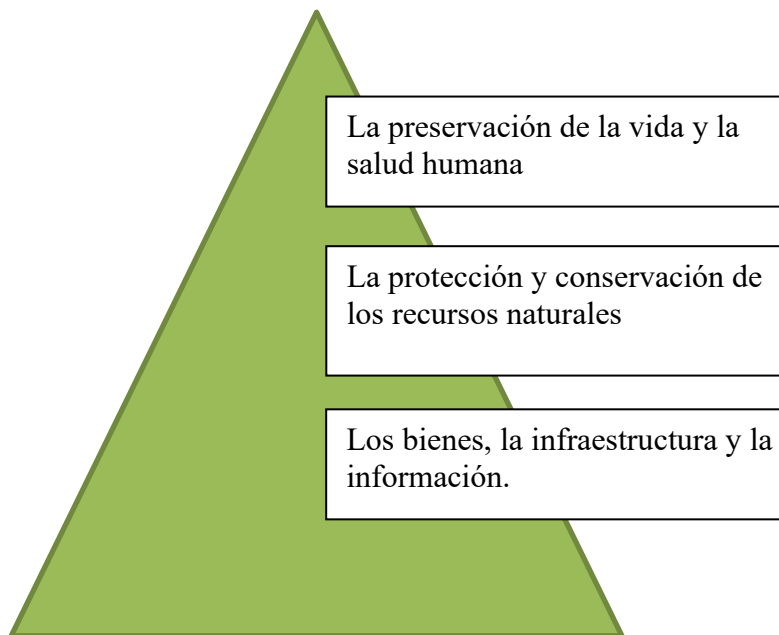 La preservación de la vida y la
salud humana
La protección y conservación de
los recursos naturales
Los bienes, la infraestructura y la
información.